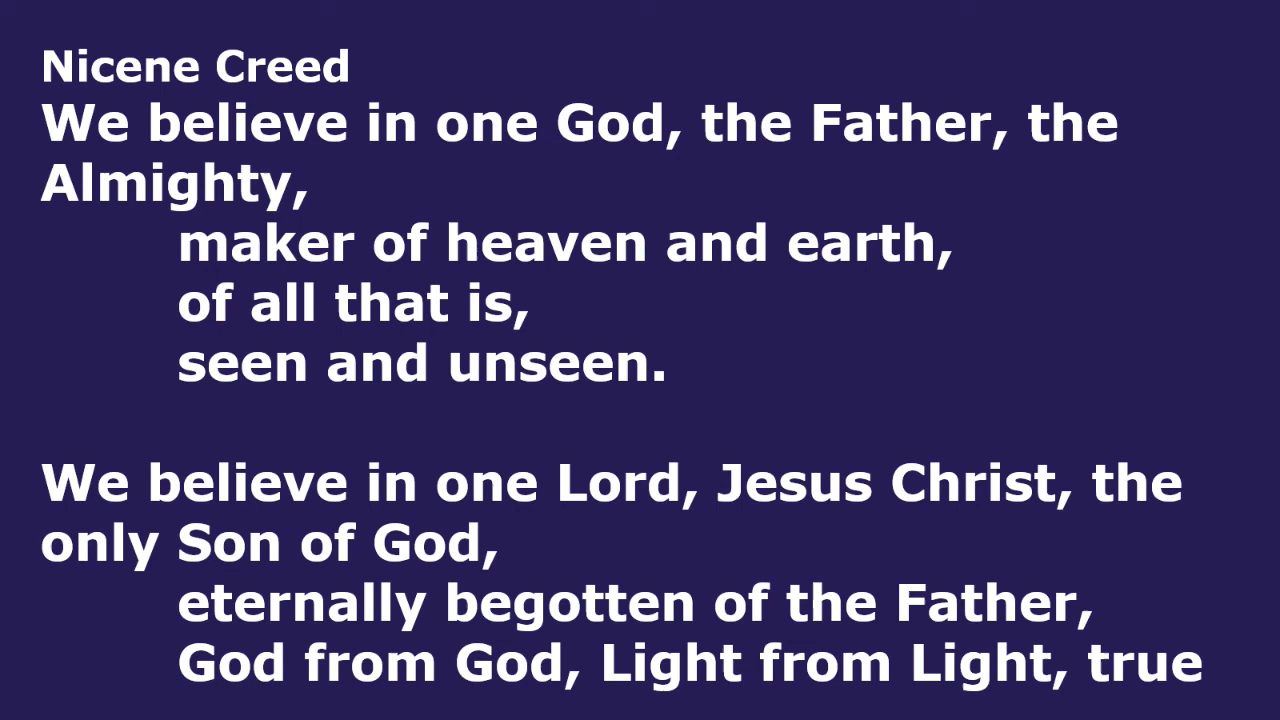 Nicene Creed
We believe in one God, the Father, the
Almighty,
maker of heaven and earth,
of all that is,
seen and unseen.
We believe in one Lord, Jesus Christ, the
only Son of God,
eternally begotten of the Father,
God from God, Light from Light, true